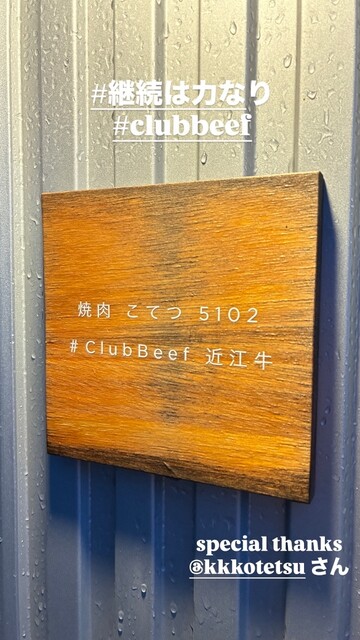 #継続は力なり
#clubbeef
焼肉 こてつ 5102
#ClubBeef 近江牛
special thanks
@kkkotetsu さん